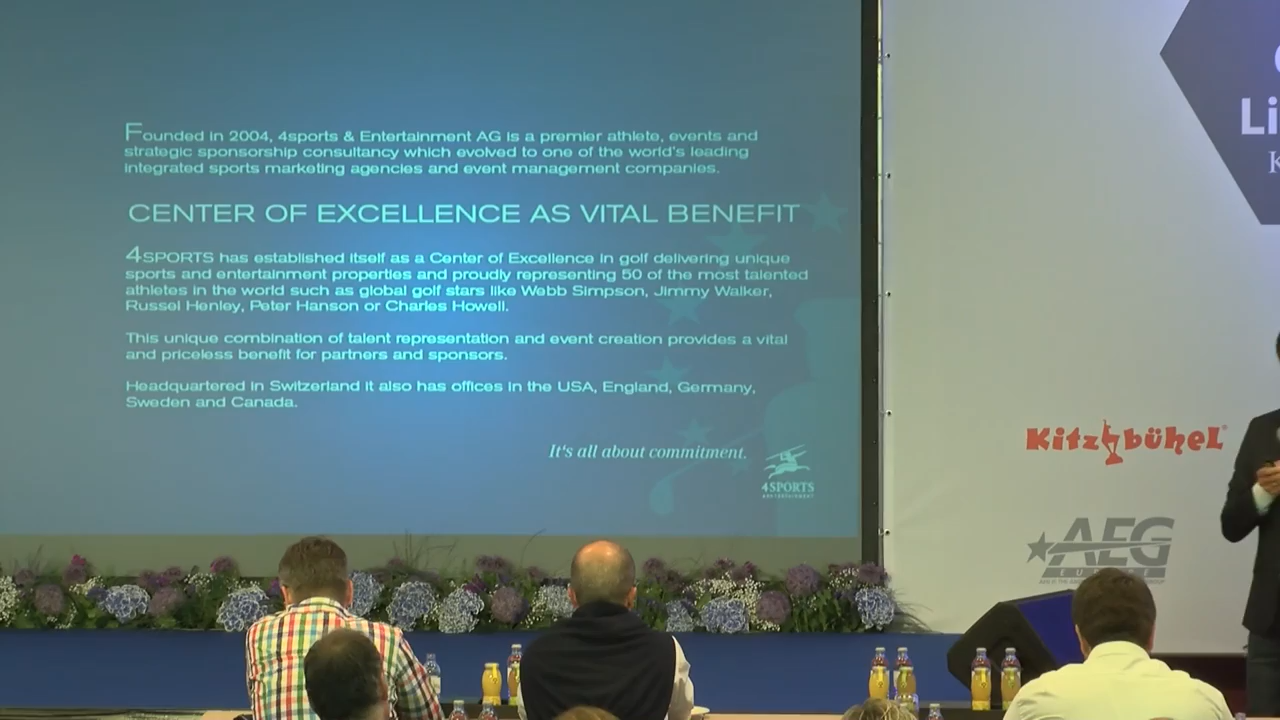 Founded in 2004, 4sports & Entertainment AG is a premier athlete, events and
strategic sponsorship consultancy which evolved to one of the world's leading
integrated sports marketing agencies and event management companies.
CENTER OF EXCELLENCE AS VITAL BENEFIT
4SPORTS has established itself as a Center of Excellence in golf delivering unique
sports and entertainment properties and proudly representing 50 of the most talented
athletes in the world such as global golf stars like Webb Simpson, Jimmy Walker,
Russel Henley, Peter Hanson or Charles Howell.
This unique combination of talent representation and event creation provides a vital
and priceless benefit for partners and sponsors.
Headquartered in Switzerland it also has offices in the USA, England, Germany,
Sweden and Canada.
It's all about commitment.
4SPORTS
& ENTERTAINMENT
Li
K
Kitzbühel
AEG